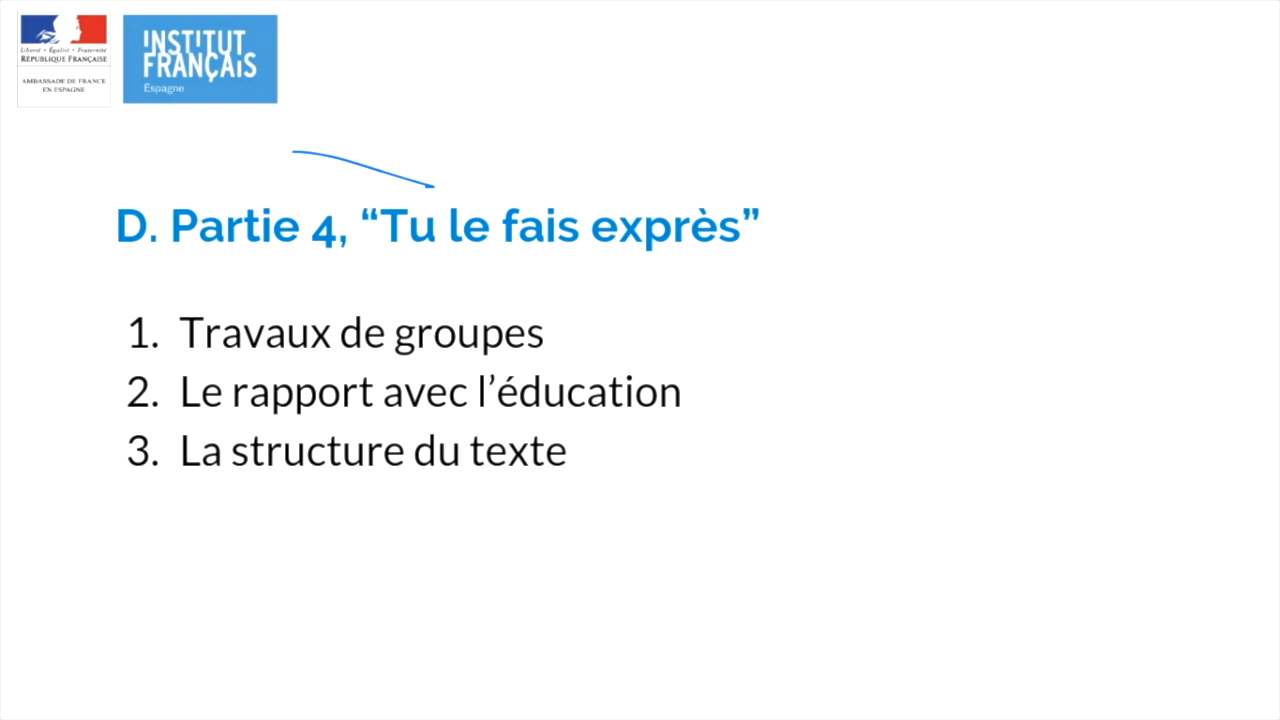 Liberté • Égalité • Fraternité
RÉPUBLIQUE FRANÇAISE
AMBASSADE DE FRANCE
EN ESPAGNE
INSTITUT
FRANÇAIS
Espagne
D. Partie 4, “Tu le fais exprès”
1. Travaux de groupes
2. Le rapport avec l’éducation
3. La structure du texte